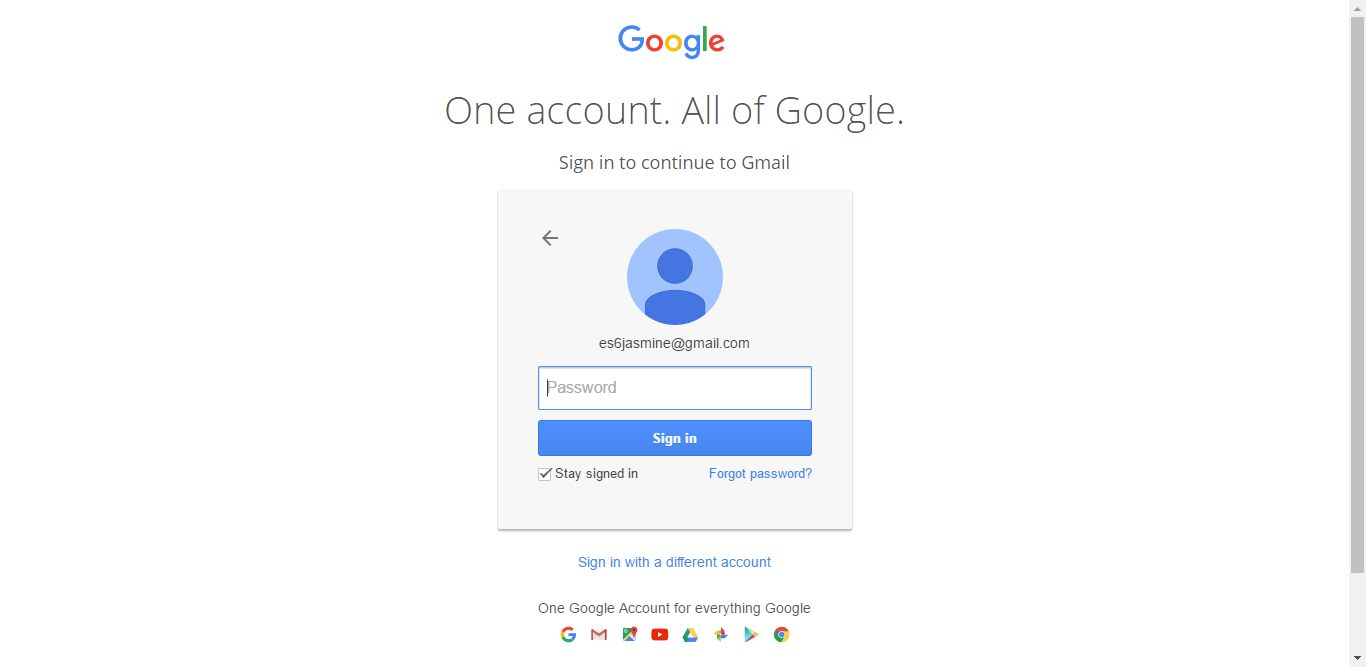 Google
One account. All of Google.
Sign in to continue to Gmail
es6jasmine@gmail.com
Password
Sign in
Stay signed in Forgot password?
Sign in with a different account
One Google Account for everything Google